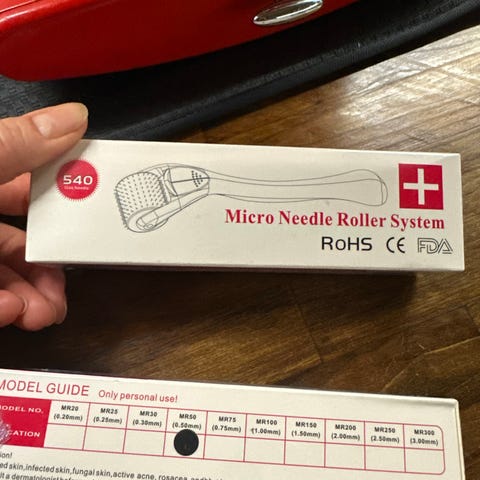 540
Micro Needle Roller System
RoHS CE FDA
MODEL GUIDE Only personal use!
MODEL NO. MR20 MR25 MR30 MR50 MR75 MR100 MR150 MR200 MR250 MR300
(0.20mm) (0.25mm) (0.30mm) (0.50mm) (0.75mm) (1.00mm) (1.50mm) (2.00mm) (2.50mm) (3.00mm)
skin,infected skin,fungal skin,active acne, rosacea,
a dermatologist